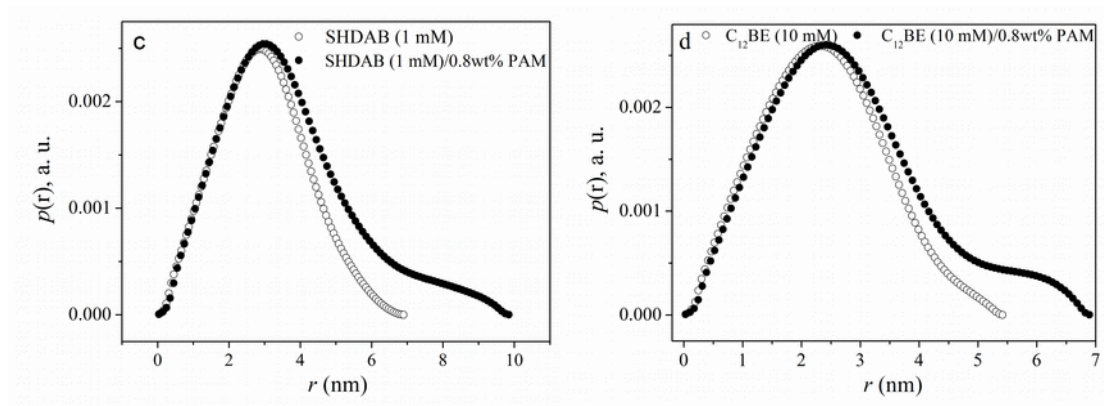 c
SHDAB (1 mM)
SHDAB (1 mM)/0.8wt% PAM
0.002
0.001
0.000
p(r), a. u.
0 2 4 6 8 10
r (nm)
d
C₁₂BE (10 mM)
C₁₂BE (10 mM)/0.8wt% PAM
0.002
0.001
0.000
p(r), a. u.
0 1 2 3 4 5 6 7
r (nm)